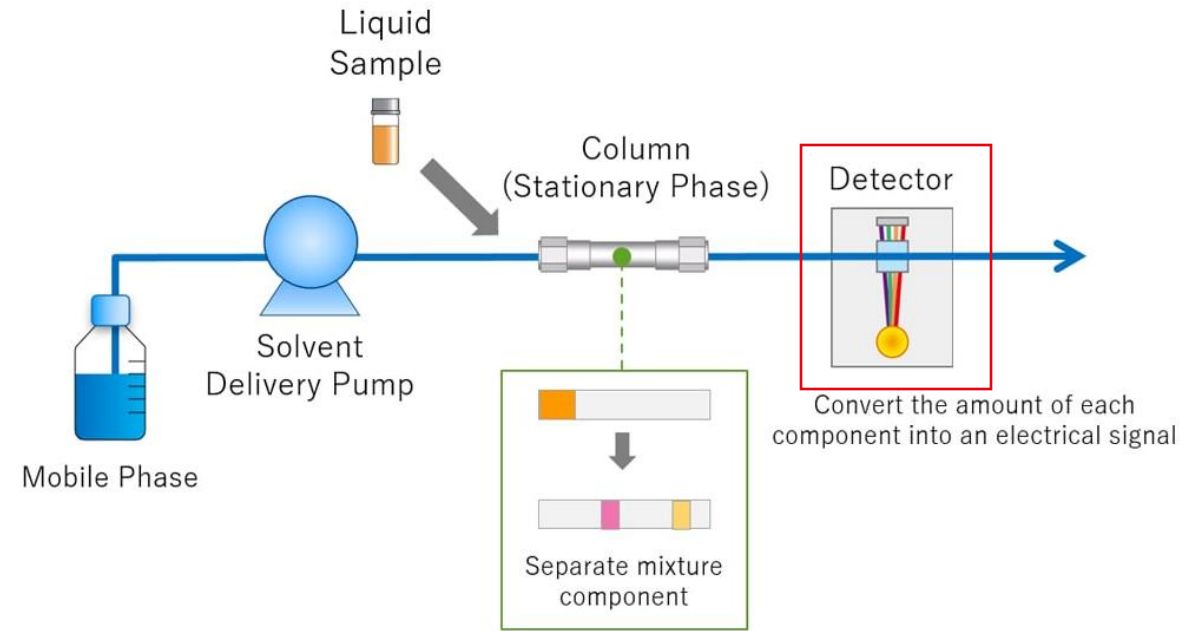 Liquid
Sample
Column
(Stationary Phase)
Detector
Solvent
Delivery Pump
Mobile Phase
Convert the amount of each
component into an electrical signal
Separate mixture
component